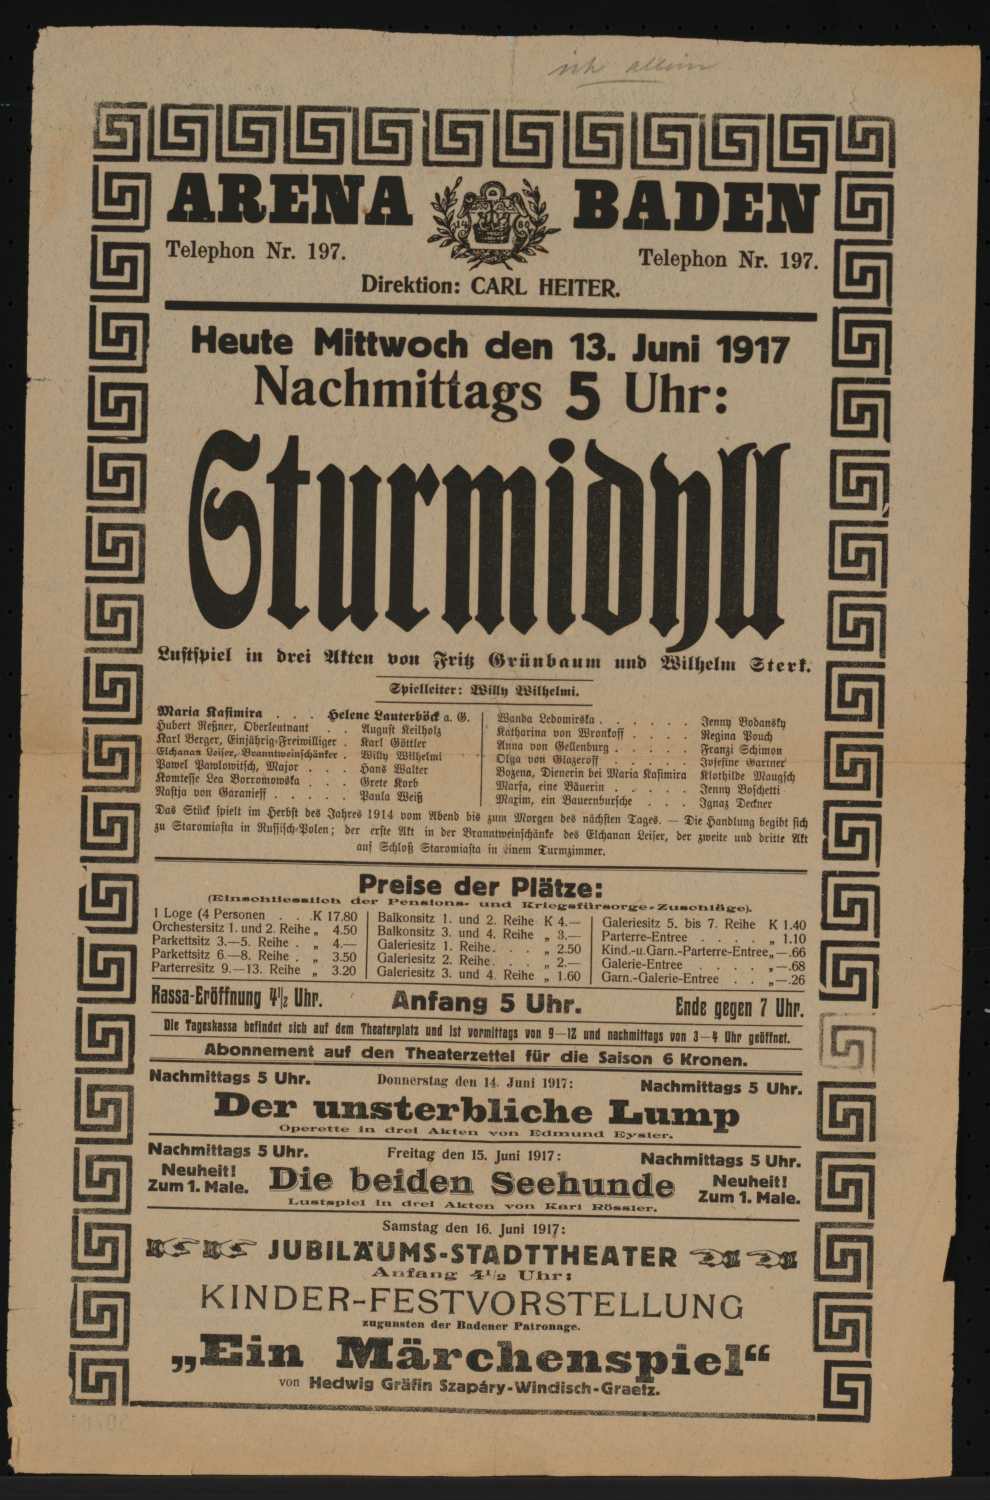 ich allein
ARENA BADEN
14 80
Telephon Nr. 197. Telephon Nr. 197.
Direktion: CARL HEITER.
Heute Mittwoch den 13. Juni 1917
Nachmittags 5 Uhr:
Sturmidyll
Lustspiel in drei Akten von Fritz Grünbaum und Wilhelm Sterk.
Spielleiter: Willy Wilhelmi.
Maria Kasimira . . . Helene Lauterböck a. G.
Hubert Reßner, Oberleutnant . . August Keilholz
Karl Berger, Einjährig-Freiwilliger . Karl Göttler
Elchanan Leiser, Branntweinschänker . Willy Wilhelmi
Pawel Pawlowitsch, Major . . . Hans Walter
Komtesse Lea Borromowska . . . Grete Korb
Nastja von Garanieff . . . . . Paula Weiß
Wanda Ledomirska . . . . . . Jenny Bodansky
Katharina von Wronkoff . . . . Regina Pouch
Anna von Gellenburg . . . . . Franzi Schimon
Olga von Glazeroff . . . . . Josefine Gartner
Bozena, Dienerin bei Maria Kasimira Klothilde Maugsch
Marfa, eine Bäuerin . . . . . Jenny Boschetti
Maxim, ein Bauernbursche . . . Ignaz Deckner
Das Stück spielt im Herbst des Jahres 1914 vom Abend bis zum Morgen des nächsten Tages. — Die Handlung begibt sich
zu Staromiasta in Russisch-Polen; der erste Akt in der Branntweinschänke des Elchanan Leiser, der zweite und dritte Akt
auf Schloß Staromiasta in einem Turmzimmer.
Preise der Plätze:
(Einschliesslich der Pensions- und Kriegsfürsorge-Zuschläge).
1 Loge (4 Personen . . . K 17.80
Orchestersitz 1. und 2. Reihe „ 4.50
Parkettsitz 3.—5. Reihe . „ 4.—
Parkettsitz 6.—8. Reihe . „ 3.50
Parterresitz 9.—13. Reihe „ 3.20
Balkonsitz 1. und 2. Reihe K 4.—
Balkonsitz 3. und 4. Reihe „ 3.—
Galeriesitz 1. Reihe . . . „ 2.50
Galeriesitz 2. Reihe . . . „ 2.—
Galeriesitz 3. und 4. Reihe „ 1.60
Galeriesitz 5. bis 7. Reihe K 1.40
Parterre-Entree . . . . „ 1.10
Kind.-u.Garn.-Parterre-Entree „—.66
Galerie-Entree . . . . „—.68
Garn.-Galerie-Entree . . „—.26
Kassa-Eröffnung 4½ Uhr. Anfang 5 Uhr. Ende gegen 7 Uhr.
Die Tageskassa befindet sich auf dem Theaterplatz und ist vormittags von 9—12 und nachmittags von 3—4 Uhr geöffnet.
Abonnement auf den Theaterzettel für die Saison 6 Kronen.
Nachmittags 5 Uhr. Donnerstag den 14. Juni 1917: Nachmittags 5 Uhr.
Der unsterbliche Lump
Operette in drei Akten von Edmund Eysler.
Nachmittags 5 Uhr. Freitag den 15. Juni 1917: Nachmittags 5 Uhr.
Neuheit! Zum 1. Male. Die beiden Seehunde Neuheit! Zum 1. Male.
Lustspiel in drei Akten von Karl Rössler.
Samstag den 16. Juni 1917:
JUBILÄUMS-STADTTHEATER
Anfang 4½ Uhr:
KINDER-FESTVORSTELLUNG
zugunsten der Badener Patronage.
„Ein Märchenspiel“
von Hedwig Gräfin Szapáry-Windisch-Graetz.